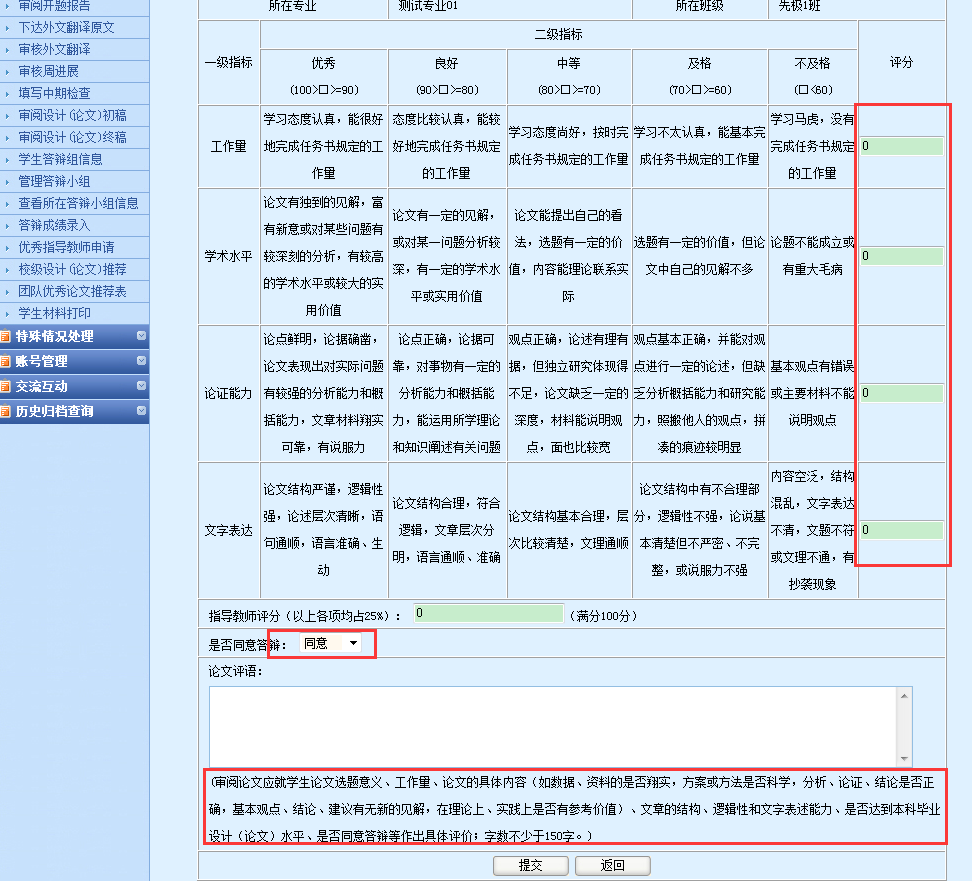 审阅开题报告
下达外文翻译原文
审核外文翻译
审核周进展
填写中期检查
审阅设计(论文)初稿
审阅设计(论文)终稿
学生答辩组信息
管理答辩小组
查看所在答辩小组信息
答辩成绩录入
优秀指导教师申请
校级设计(论文)推荐
团队优秀论文推荐表
学生材料打印
特殊情况处理
账号管理
交流互动
历史归档查询
所在专业 测试专业01 所在班级 先极1班
一级指标 二级指标 评分
优秀 良好 中等 及格 不及格
(100>口>=90) (90>口>=80) (80>口>=70) (70>口>=60) (口<60)
工作量
学习态度认真，能很好
地完成任务书规定的工
作量
态度比较认真，能较
好地完成任务书规定
的工作量
学习态度尚好，按时完
成任务书规定的工作量
学习不太认真，能基本完
成任务书规定的工作量
学习马虎，没有
完成任务书规定
的工作量
0
学术水平
论文有独到的见解，富
有新意或对某些问题有
较深刻的分析，有较高
的学术水平或较大的实
用价值
论文有一定的见解，
或对某一问题分析较
深，有一定的学术水
平或实用价值
论文能提出自己的看
法，选题有一定的价
值，内容能理论联系实
际
选题有一定的价值，但论
文中自己的见解不多
论题不能成立或
有重大毛病
0
论证能力
论点鲜明，论据确凿，
论文表现出对实际问题
有较强的分析能力和概
括能力，文章材料翔实
可靠，有说服力
论点正确，论据可
靠，对事物有一定的
分析能力和概括能
力，能运用所学理论
和知识阐述有关问题
观点正确，论述有理有
据，但独立研究体现得
不足，论文缺乏一定的
深度，材料能说明观
点，面也比较宽
观点基本正确，并能对观
点进行一定的论述，但缺
乏分析概括能力和研究能
力，照搬他人的观点，拼
凑的痕迹较明显
基本观点有错误
或主要材料不能
说明观点
0
文字表达
论文结构严谨，逻辑性
强，论述层次清晰，语
句通顺，语言准确、生
动
论文结构合理，符合
逻辑，文章层次分
明，语言通顺、准确
论文结构基本合理，层
次比较清楚，文理通顺
论文结构中有不合理部
分，逻辑性不强，论说基
本清楚但不严密、不完
整，或说服力不强
内容空泛，结构
混乱，文字表达
不清，文题不符
或文理不通，有
抄袭现象
0
指导教师评分（以上各项均占25%）： 0 （满分100分）
是否同意答辩： 同意
论文评语：
（审阅论文应就学生论文选题意义、工作量、论文的具体内容（如数据、资料的是否翔实，方案或方法是否科学，分析、论证、结论是否正
确，基本观点、结论、建议有无新的见解，在理论上、实践上是否有参考价值）、文章的结构、逻辑性和文字表述能力、是否达到本科毕业
设计（论文）水平、是否同意答辩等作出具体评价；字数不少于150字。）
提交 返回